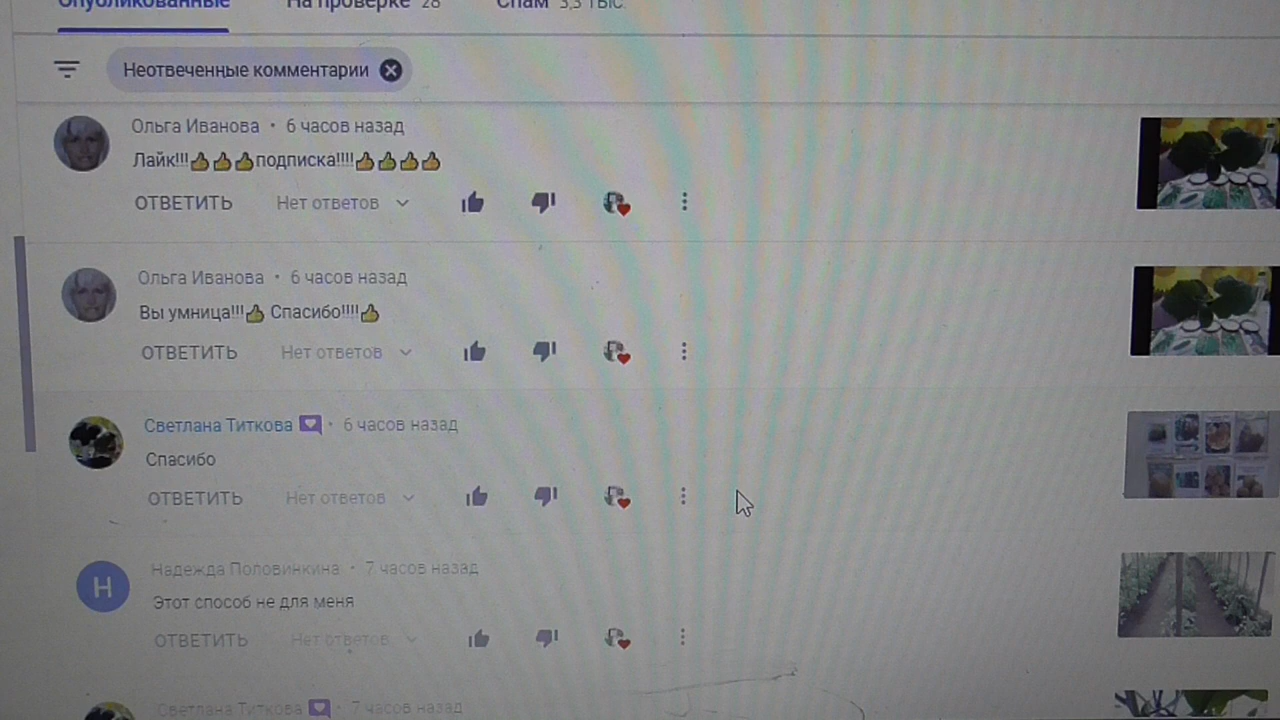 Опубликованные На проверке 28 Спам 3,3 тыс.
Неотвеченные комментарии
Ольга Иванова • 6 часов назад
Лайк!!!👍👍👍подписка!!!!👍👍👍👍
ОТВЕТИТЬ Нет ответов
Ольга Иванова • 6 часов назад
Вы умница!!!👍 Спасибо!!!!👍
ОТВЕТИТЬ Нет ответов
Светлана Титкова • 6 часов назад
Спасибо
ОТВЕТИТЬ Нет ответов
Н
Надежда Половинкина • 7 часов назад
Этот способ не для меня
ОТВЕТИТЬ Нет ответов
Светлана Титкова • 7 часов назад